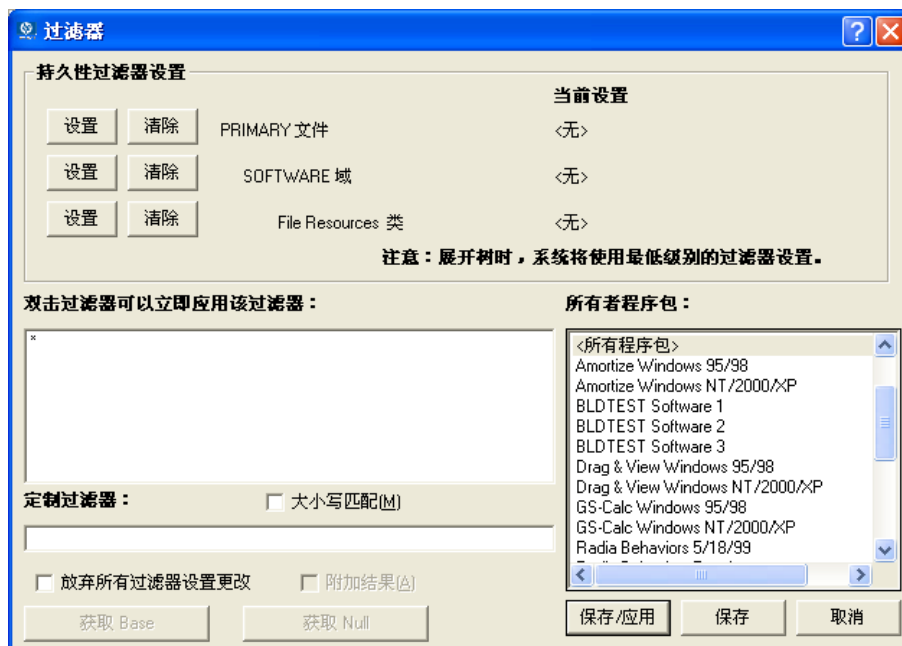 过滤器
持久性过滤器设置
当前设置
设置 清除 PRIMARY 文件 <无>
设置 清除 SOFTWARE 域 <无>
设置 清除 File Resources 类 <无>
注意：展开树时，系统将使用最低级别的过滤器设置。
双击过滤器可以立即应用该过滤器：
*
定制过滤器：
大小写匹配(M)
放弃所有过滤器设置更改
附加结果(A)
获取 Base
获取 Null
所有者程序包：
<所有程序包>
Amortize Windows 95/98
Amortize Windows NT/2000/XP
BLDTEST Software 1
BLDTEST Software 2
BLDTEST Software 3
Drag & View Windows 95/98
Drag & View Windows NT/2000/XP
GS-Calc Windows 95/98
GS-Calc Windows NT/2000/XP
Radia Behaviors 5/18/99
保存/应用
保存
取消